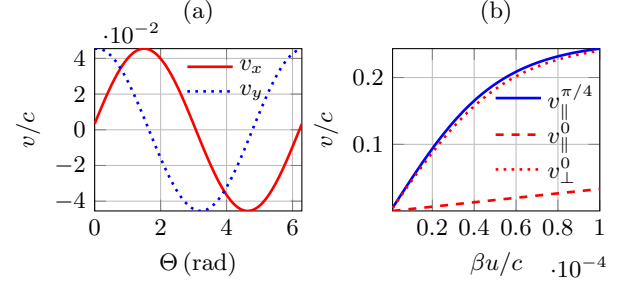 (a)
·10⁻²
4
2
0
−2
−4
v/c
v_x
v_y
0 2 4 6
Θ (rad)
(b)
0.2
0.1
v/c
v_∥^{π/4}
v_∥^0
v_⊥^0
0.2 0.4 0.6 0.8 1
βu/c ·10⁻⁴